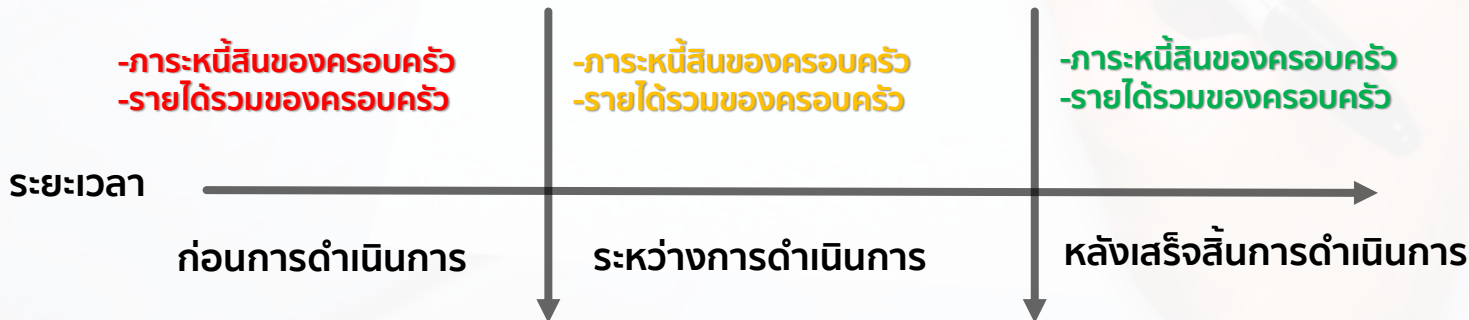 -ภาระหนี้สินของครอบครัว
-รายได้รวมของครอบครัว
-ภาระหนี้สินของครอบครัว
-รายได้รวมของครอบครัว
-ภาระหนี้สินของครอบครัว
-รายได้รวมของครอบครัว
ระยะเวลา
ก่อนการดำเนินการ
ระหว่างการดำเนินการ
หลังเสร็จสิ้นการดำเนินการ